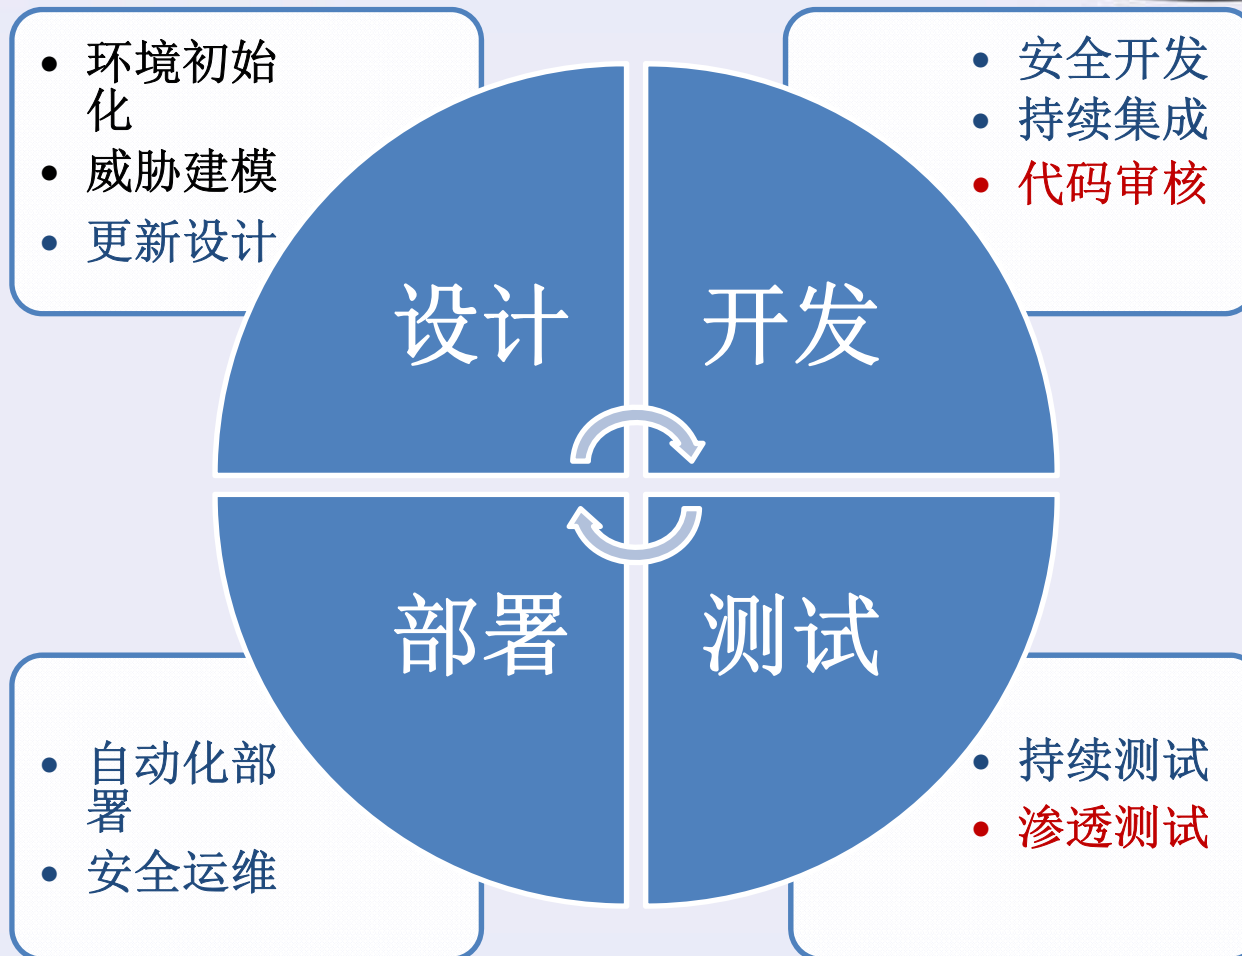 • 环境初始
化
• 威胁建模
• 更新设计
• 安全开发
• 持续集成
• 代码审核
设计
开发
部署
测试
• 自动化部
署
• 安全运维
• 持续测试
• 渗透测试